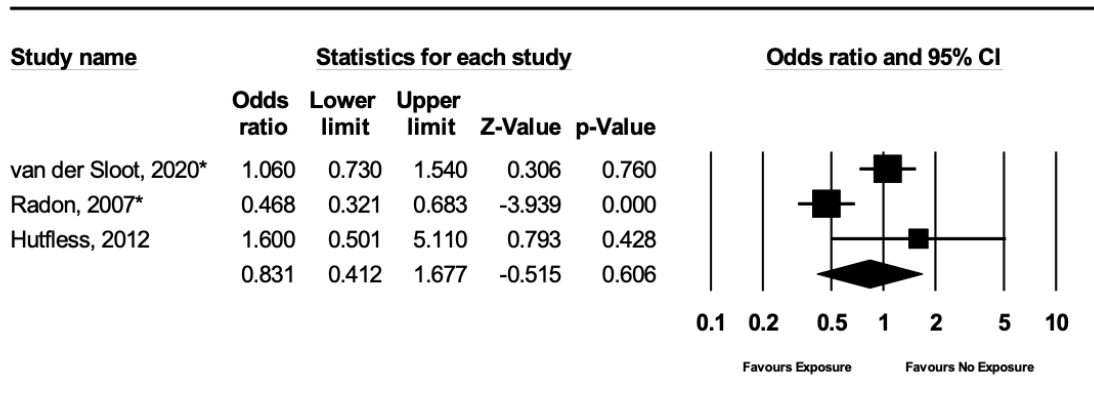 Study name Statistics for each study Odds ratio and 95% CI
Odds Lower Upper
ratio limit limit Z-Value p-Value
van der Sloot, 2020* 1.060 0.730 1.540 0.306 0.760
Radon, 2007* 0.468 0.321 0.683 -3.939 0.000
Hutfless, 2012 1.600 0.501 5.110 0.793 0.428
0.831 0.412 1.677 -0.515 0.606
0.1 0.2 0.5 1 2 5 10
Favours Exposure Favours No Exposure